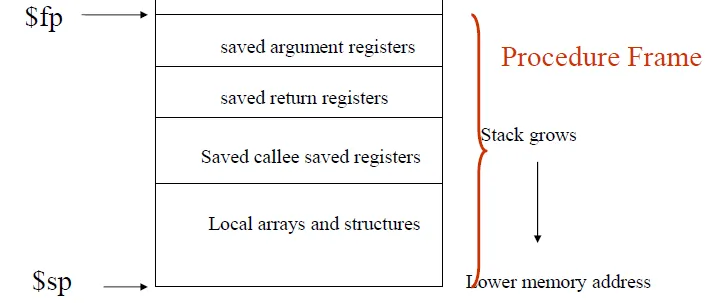 $fp
saved argument registers
Procedure Frame
saved return registers
Stack grows
Saved callee saved registers
Local arrays and structures
$sp
Lower memory address